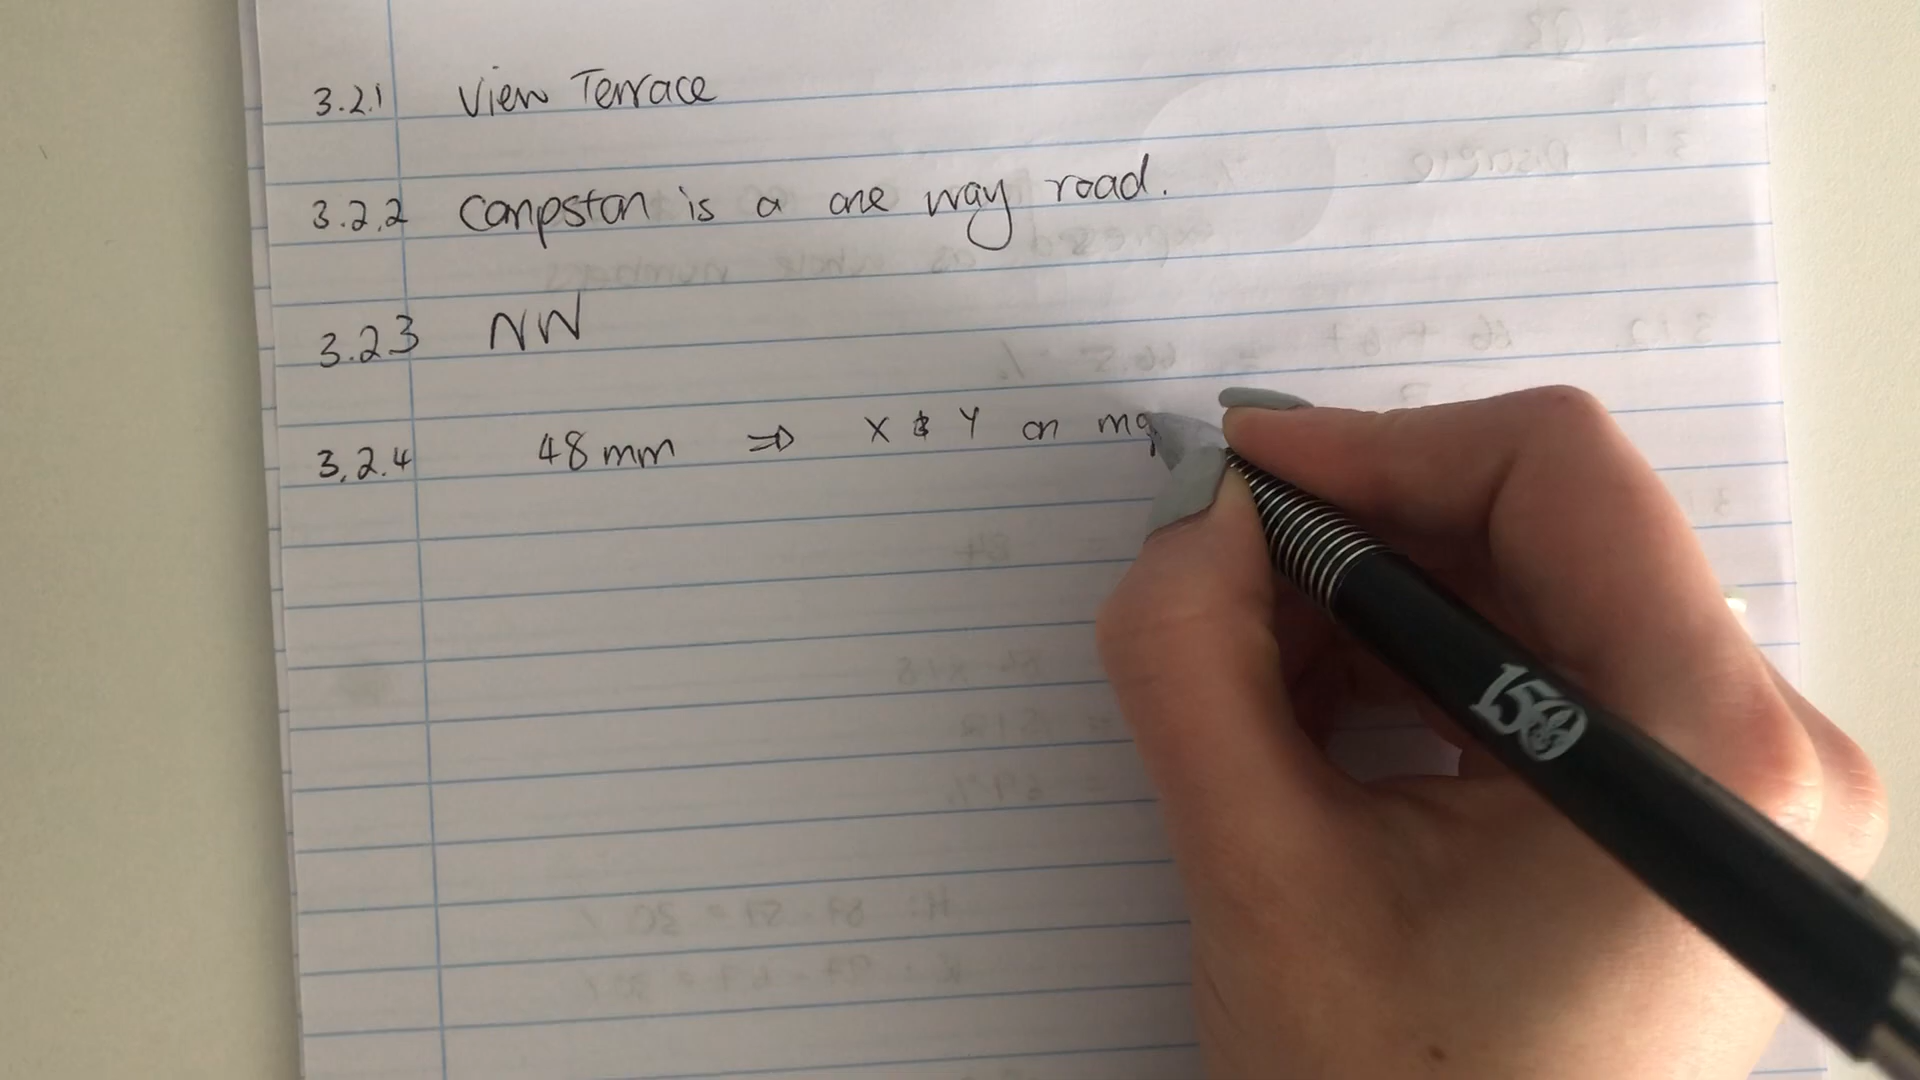 3.2.1 View Terrace
3.2.2 Campston is a one way road.
3.2.3 NW
3.2.4 48 mm ⇒ X & Y on ma
150